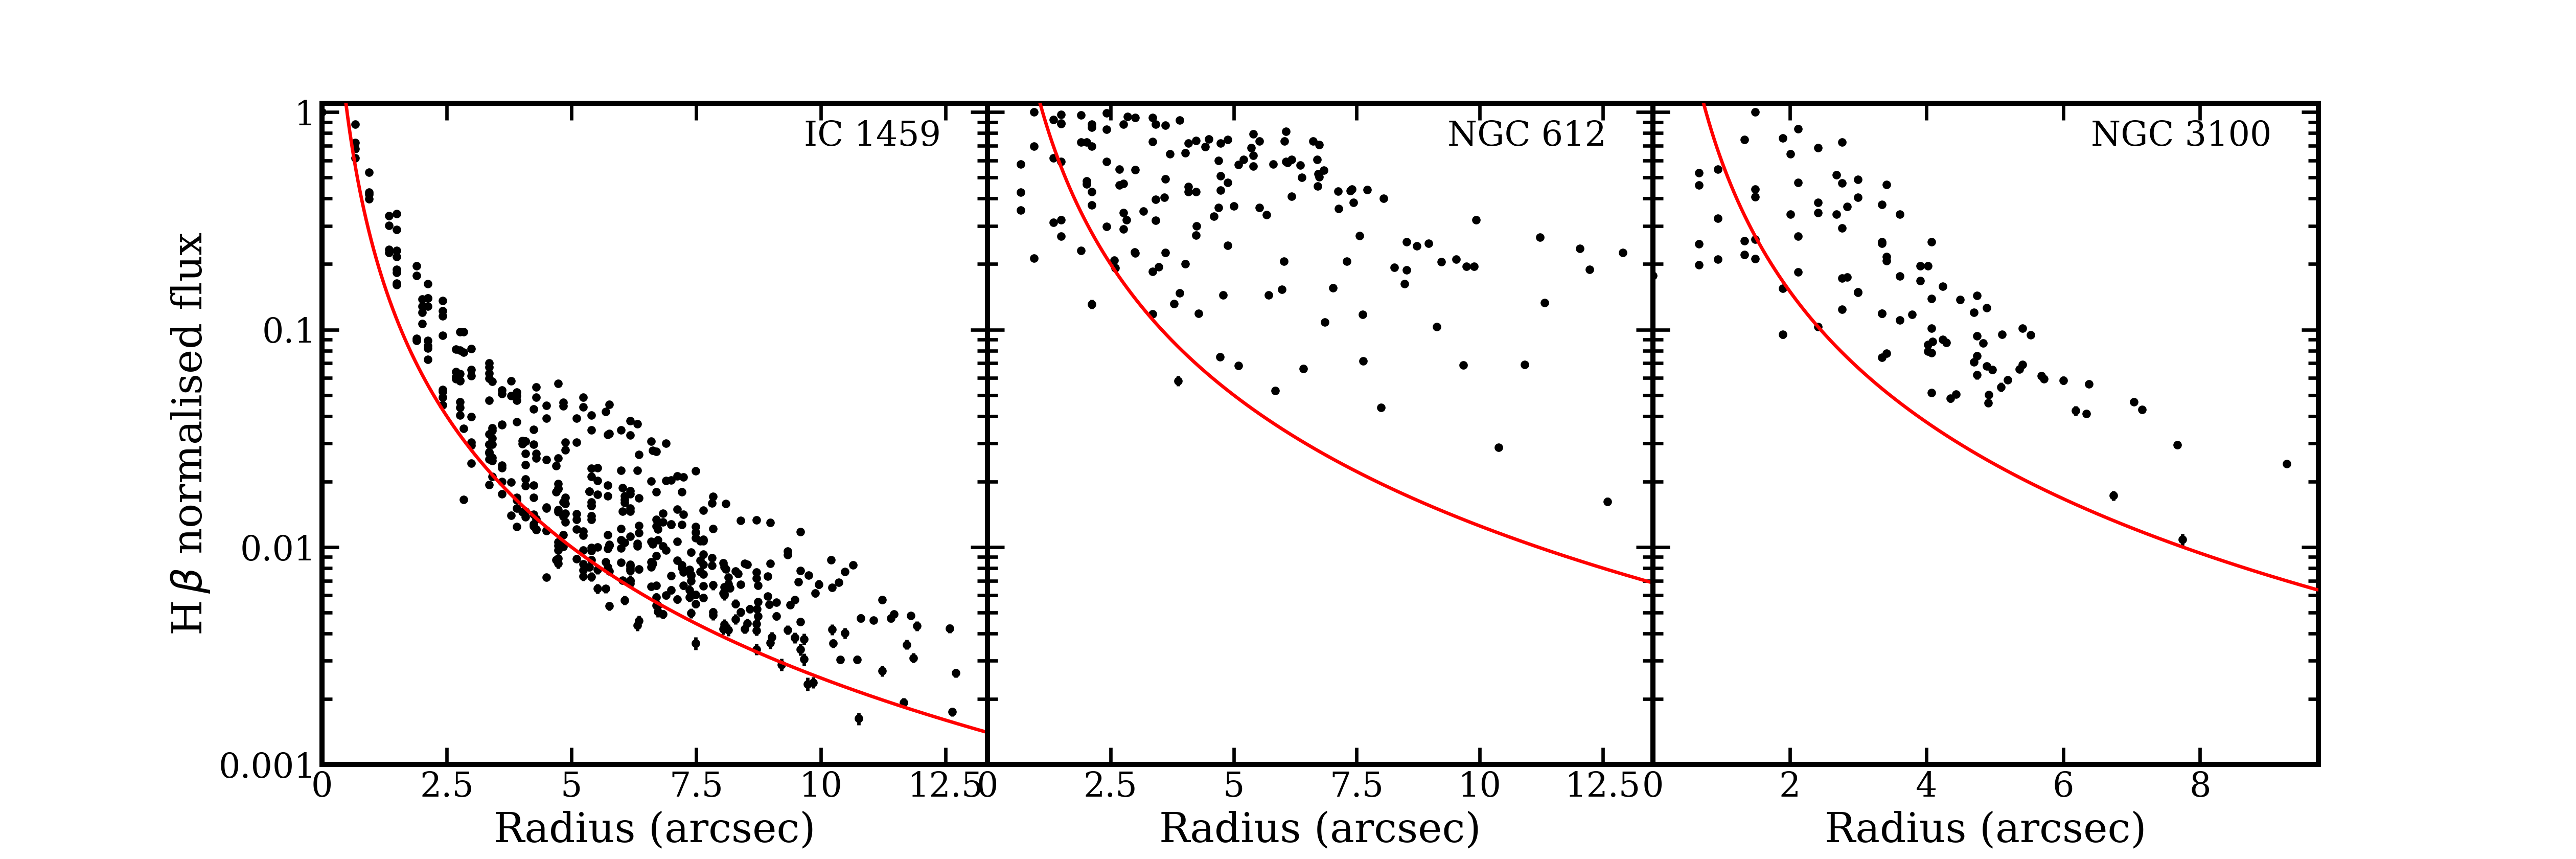 IC 1459
NGC 612
NGC 3100
Hβ normalised flux
1
0.1
0.01
0.001
0 2.5 5 7.5 10 12.5
0 2.5 5 7.5 10 12.5
0 2 4 6 8
Radius (arcsec)
Radius (arcsec)
Radius (arcsec)